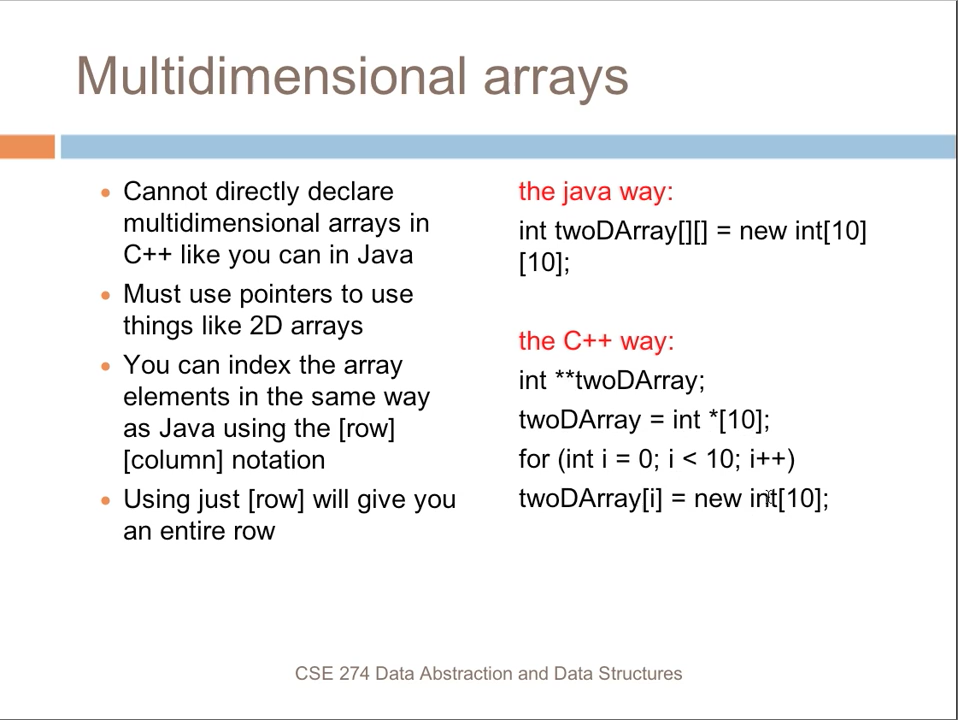 Multidimensional arrays
Cannot directly declare
multidimensional arrays in
C++ like you can in Java
Must use pointers to use
things like 2D arrays
You can index the array
elements in the same way
as Java using the [row]
[column] notation
Using just [row] will give you
an entire row
the java way:
int twoDArray[][] = new int[10]
[10];
the C++ way:
int **twoDArray;
twoDArray = int *[10];
for (int i = 0; i < 10; i++)
twoDArray[i] = new int[10];
CSE 274 Data Abstraction and Data Structures